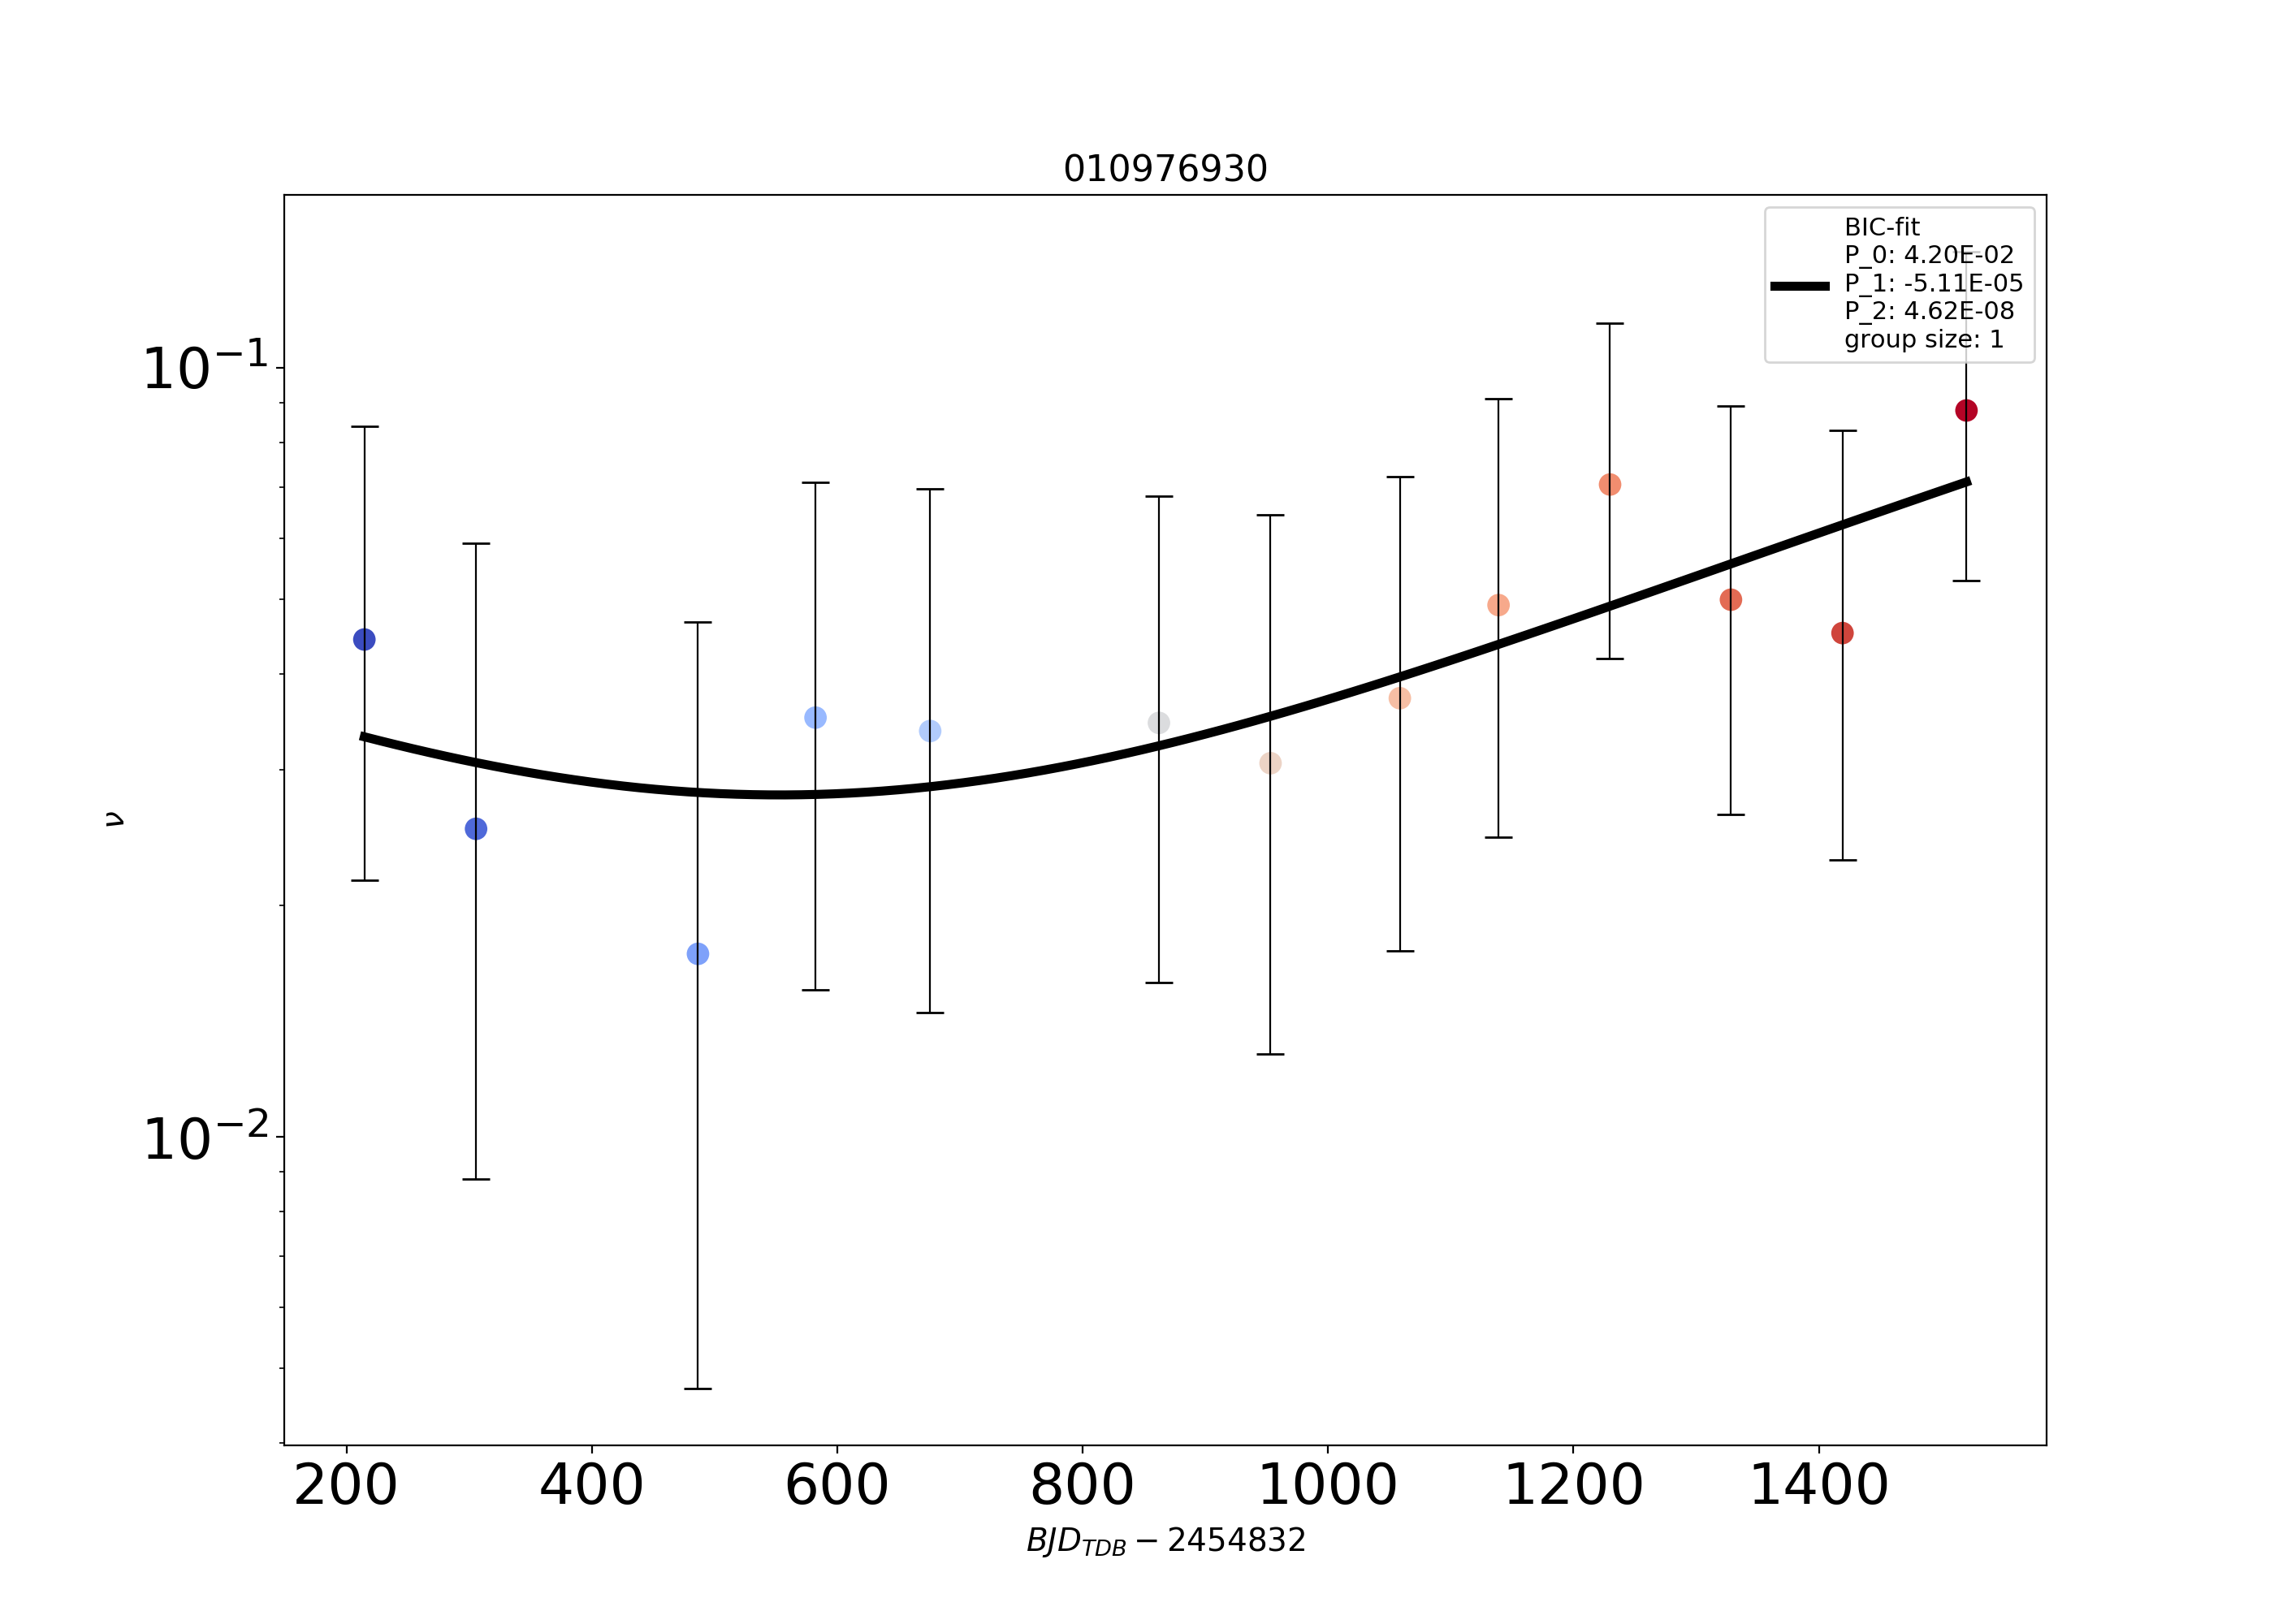 010976930
BIC-fit
P_0: 4.20E-02
P_1: -5.11E-05
P_2: 4.62E-08
group size: 1
10⁻¹
10⁻²
ν
200 400 600 800 1000 1200 1400
BJD_TDB − 2454832